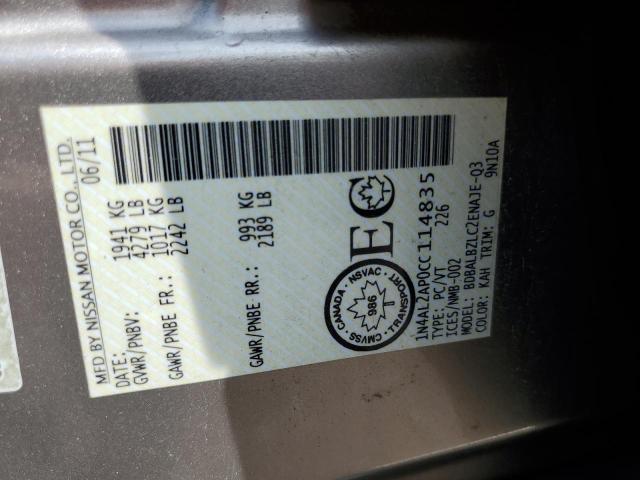 MFD BY NISSAN MOTOR CO., LTD.
DATE: 06/11
GVWR/PNBV: 1941 KG
4279 LB
GAWR/PNBE FR.: 1017 KG
2242 LB
GAWR/PNBE RR.: 993 KG
2189 LB
CANADA
NSVAC
TRANSPORT
CMVSS
986
EC
1N4AL2AP0CC114835
TYPE: PC/VT 226
ICES/NMB-002
MODEL: BDBALBZLC2ENAJE-Q3
COLOR: KAH TRIM: G 9N10A